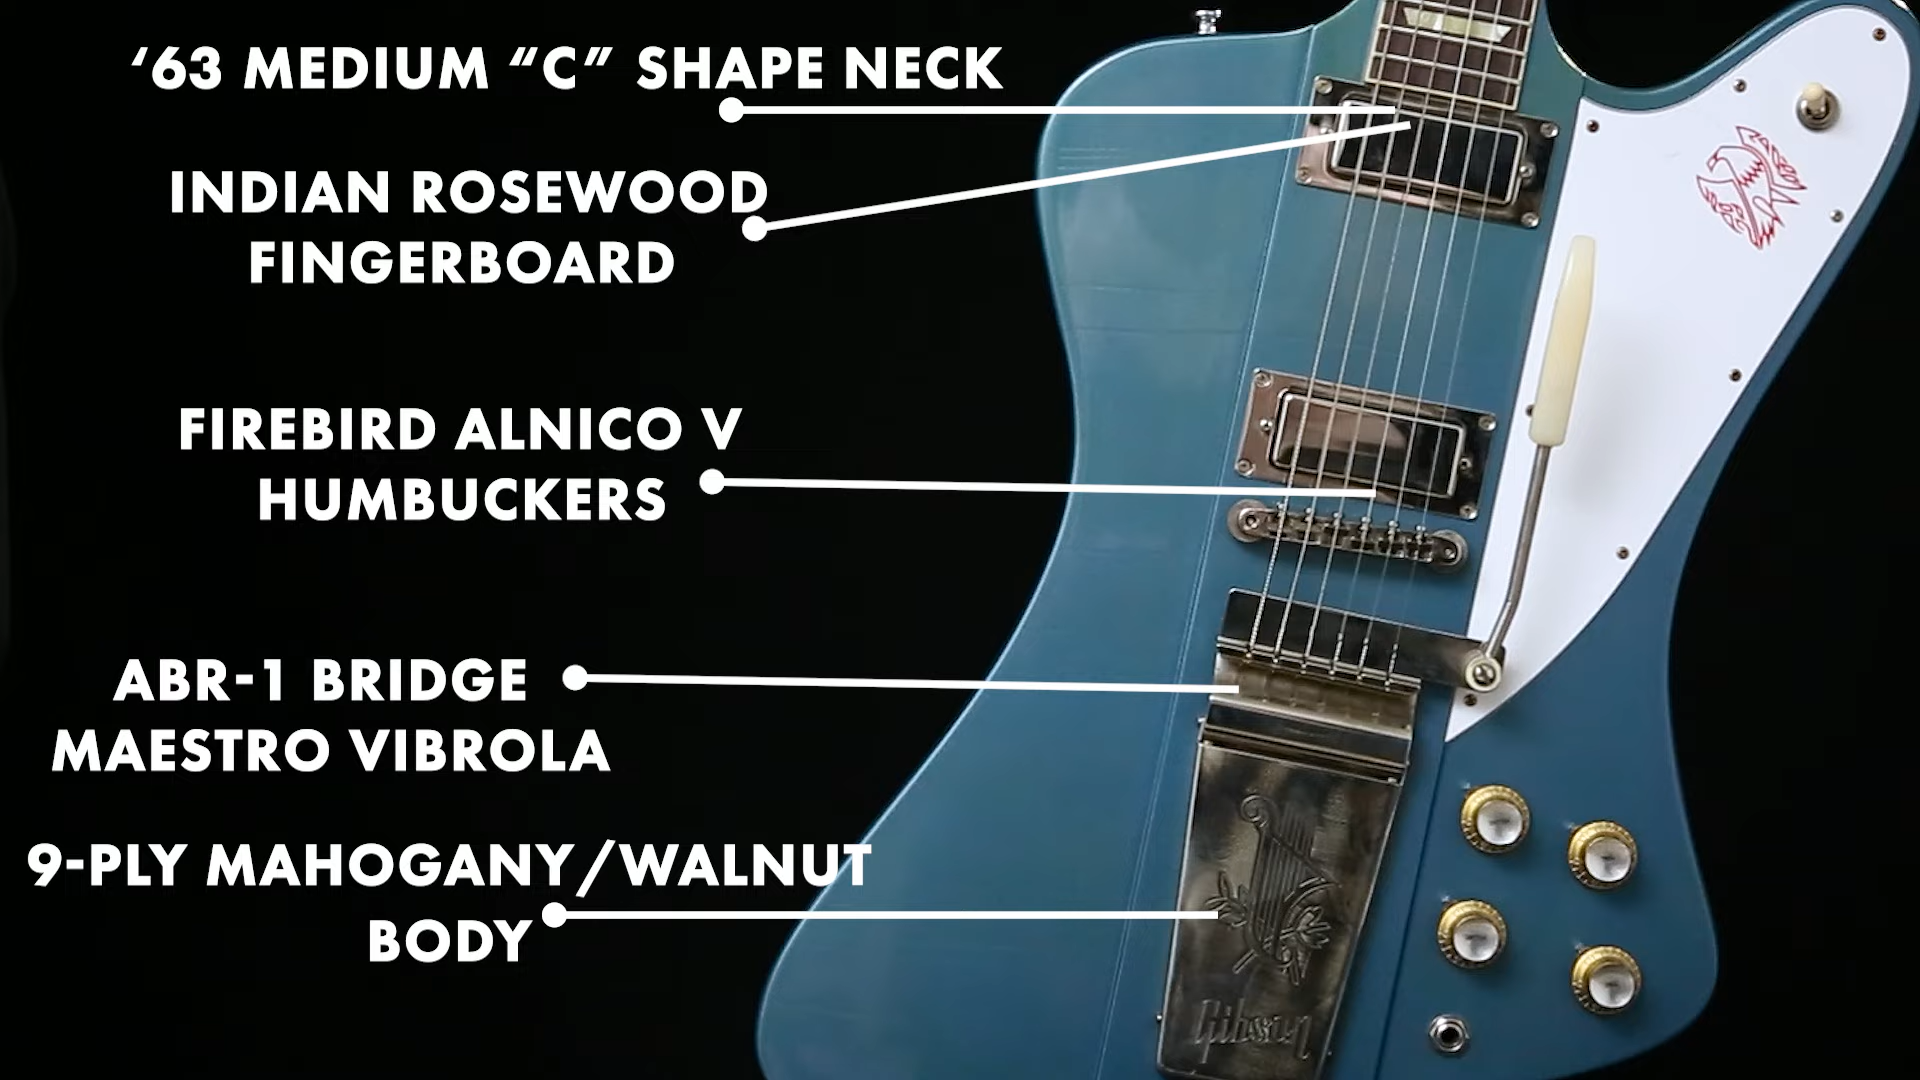 ‘63 MEDIUM “C” SHAPE NECK
INDIAN ROSEWOOD
FINGERBOARD
FIREBIRD ALNICO V
HUMBUCKERS
ABR-1 BRIDGE
MAESTRO VIBROLA
9-PLY MAHOGANY/WALNUT
BODY
Gibson